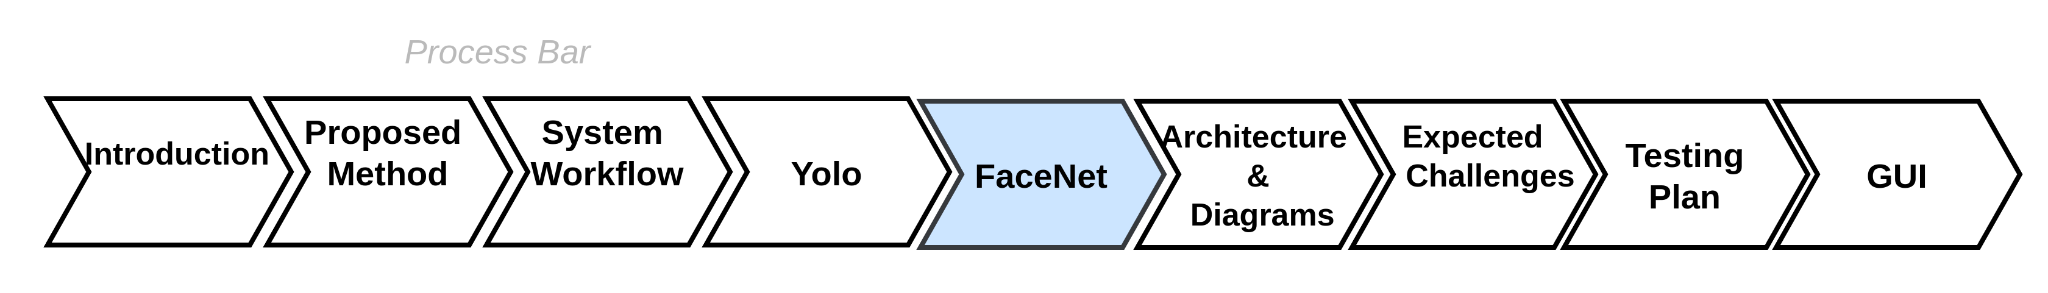 Process Bar
Introduction
Proposed
Method
System
Workflow
Yolo
FaceNet
Architecture
&
Diagrams
Expected
Challenges
Testing
Plan
GUI